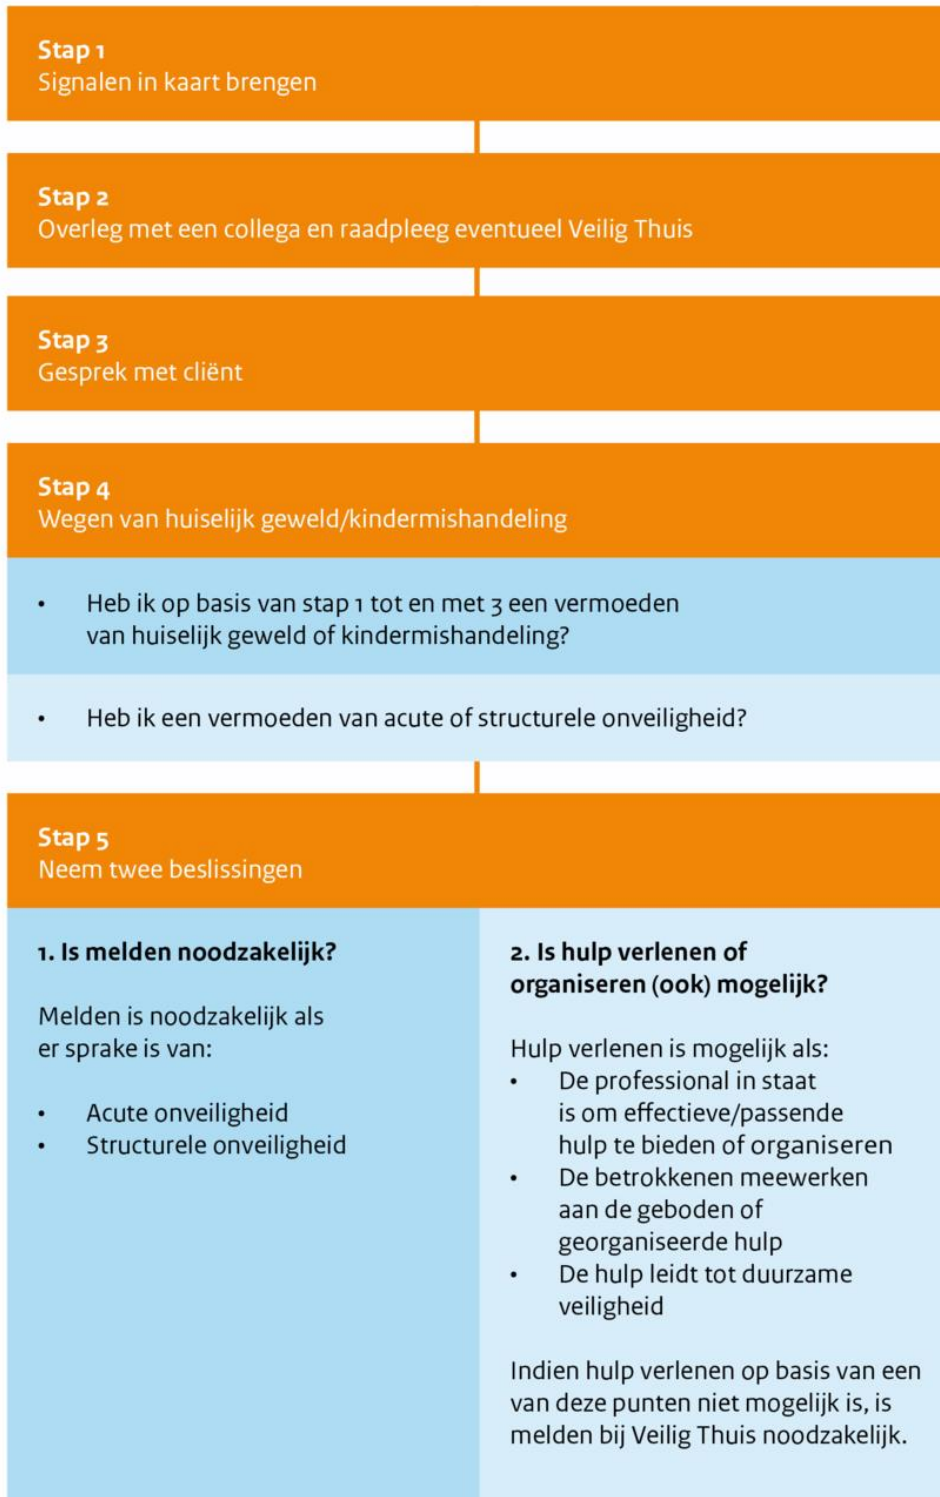 Stap 1
Signalen in kaart brengen
Stap 2
Overleg met een collega en raadpleeg eventueel Veilig Thuis
Stap 3
Gesprek met cliënt
Stap 4
Wegen van huiselijk geweld/kindermishandeling
• Heb ik op basis van stap 1 tot en met 3 een vermoeden
van huiselijk geweld of kindermishandeling?
• Heb ik een vermoeden van acute of structurele onveiligheid?
Stap 5
Neem twee beslissingen
1. Is melden noodzakelijk?
Melden is noodzakelijk als
er sprake is van:
• Acute onveiligheid
• Structurele onveiligheid
2. Is hulp verlenen of
organiseren (ook) mogelijk?
Hulp verlenen is mogelijk als:
• De professional in staat
is om effectieve/passende
hulp te bieden of organiseren
• De betrokkenen meewerken
aan de geboden of
georganiseerde hulp
• De hulp leidt tot duurzame
veiligheid
Indien hulp verlenen op basis van een
van deze punten niet mogelijk is, is
melden bij Veilig Thuis noodzakelijk.